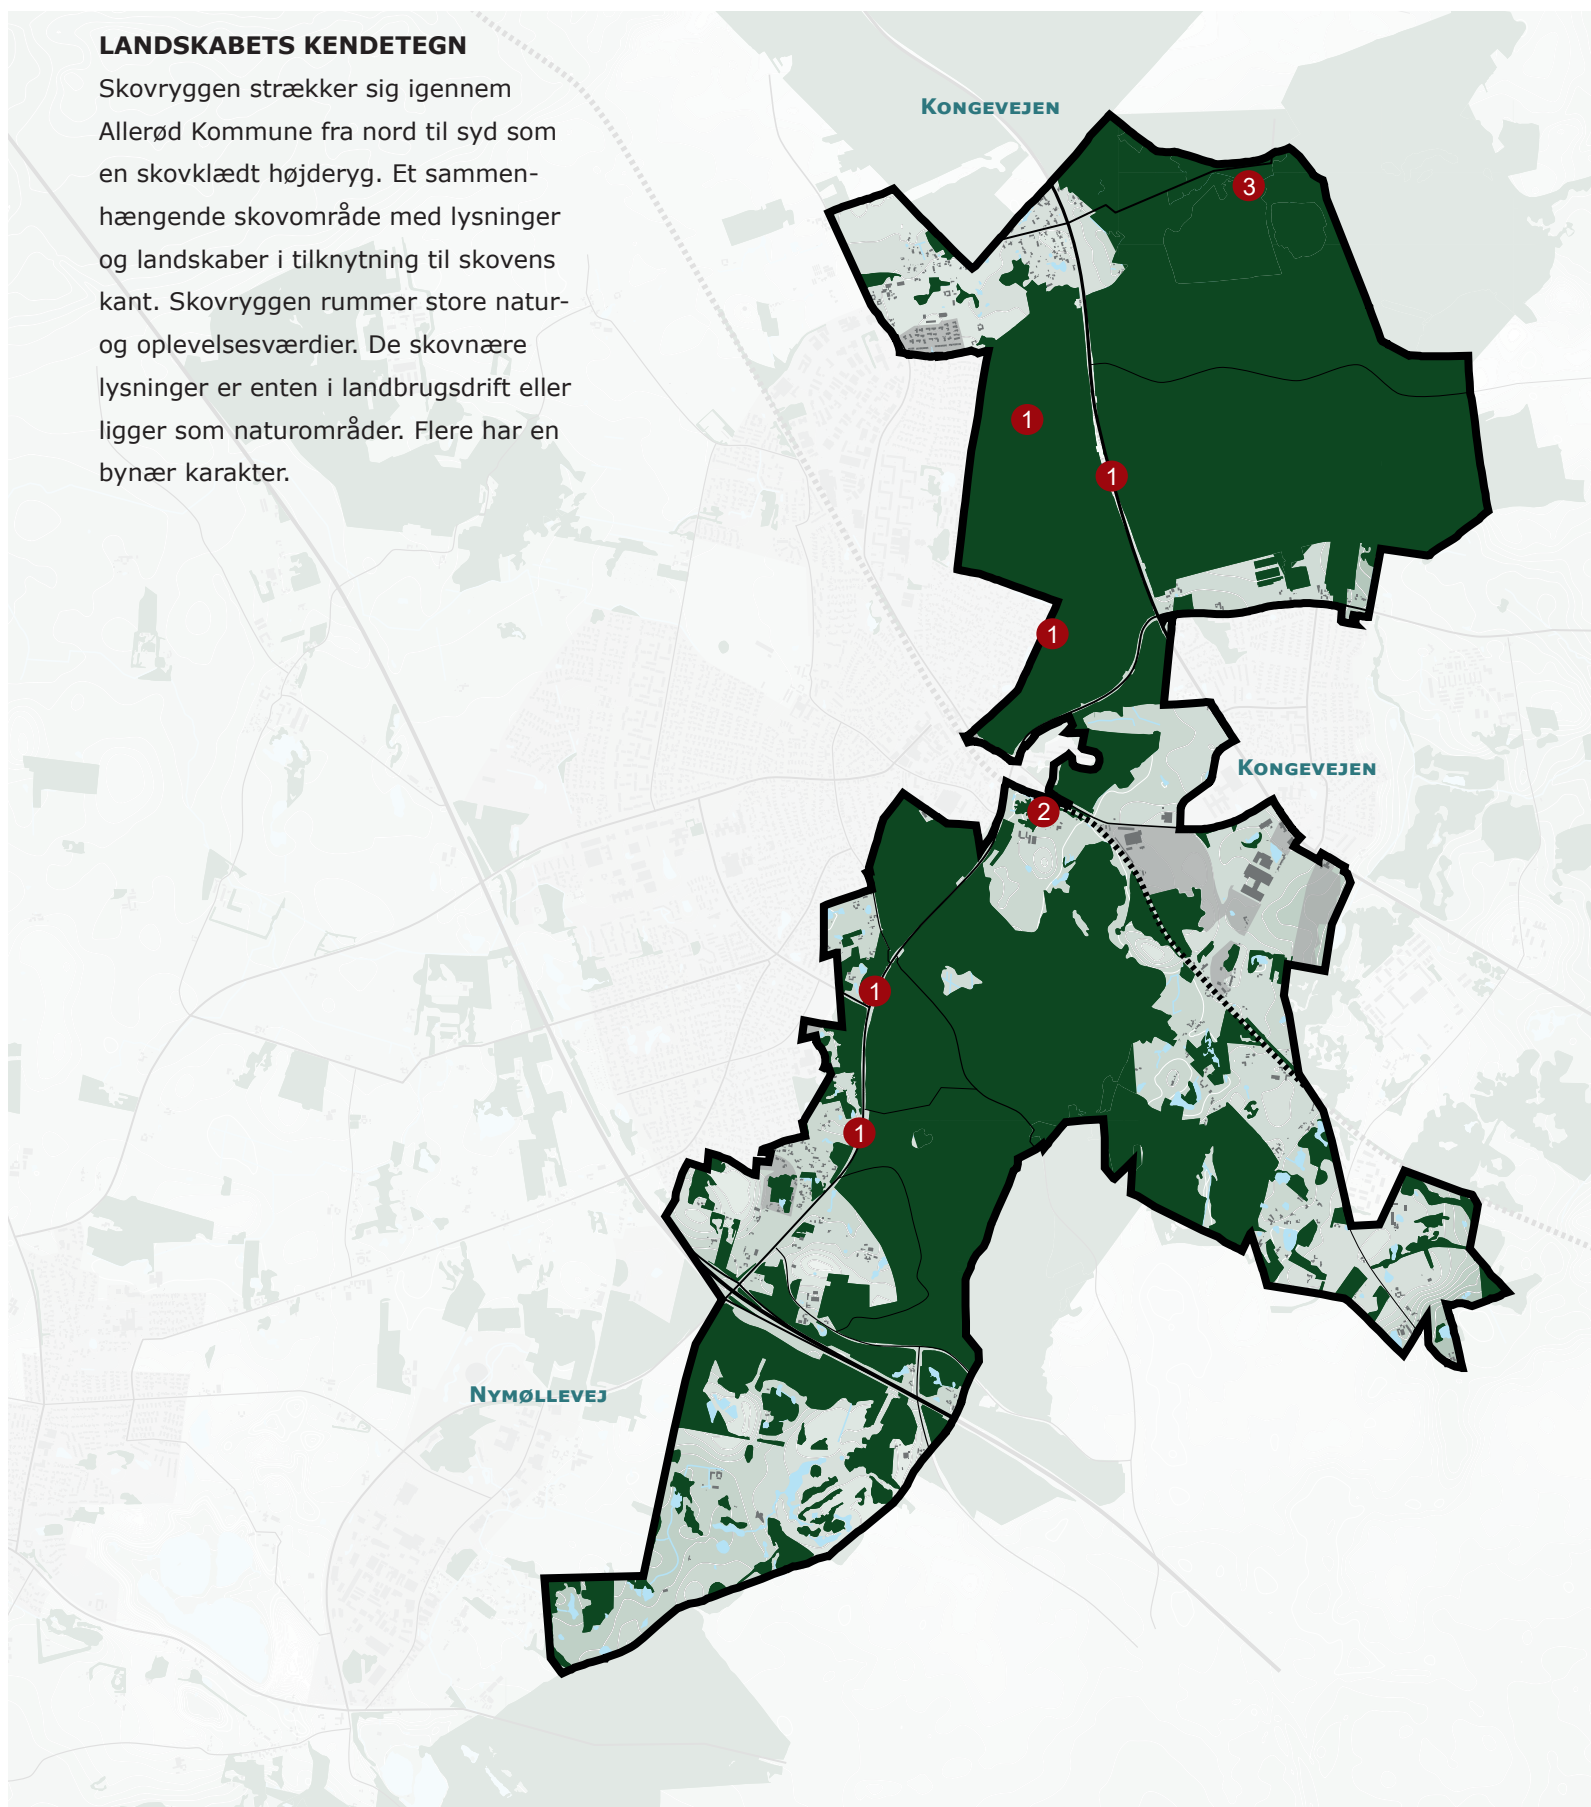 LANDSKABETS KENDETEGN
Skovryggen strækker sig igennem
Allerød Kommune fra nord til syd som
en skovklædt højderyg. Et sammen-
hængende skovområde med lysninger
og landskaber i tilknytning til skovens
kant. Skovryggen rummer store natur-
og oplevelsesværdier. De skovnære
lysninger er enten i landbrugsdrift eller
ligger som naturområder. Flere har en
bynær karakter.
Kongevejen
3
1
1
1
Kongevejen
2
1
1
Nymøllevej